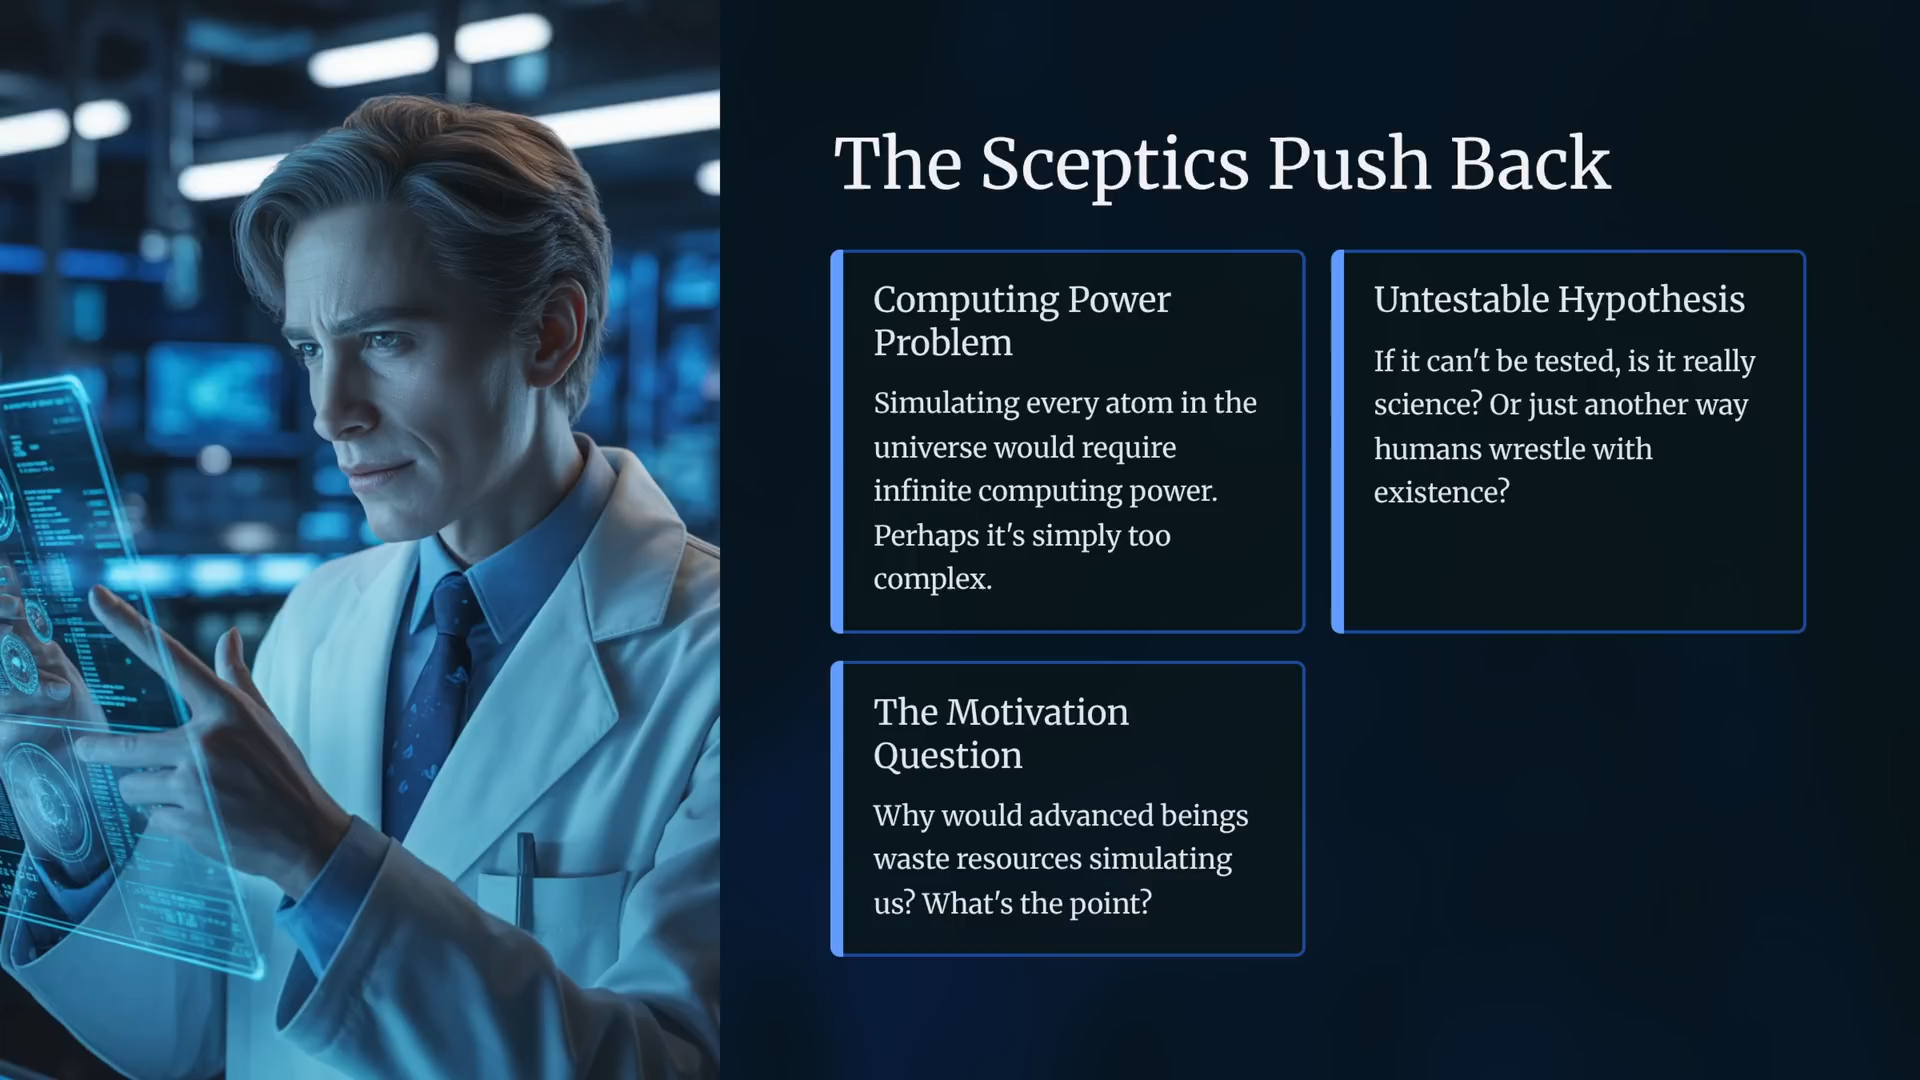 The Sceptics Push Back
Computing Power
Problem
Simulating every atom in the
universe would require
infinite computing power.
Perhaps it's simply too
complex.
Untestable Hypothesis
If it can't be tested, is it really
science? Or just another way
humans wrestle with
existence?
The Motivation
Question
Why would advanced beings
waste resources simulating
us? What's the point?